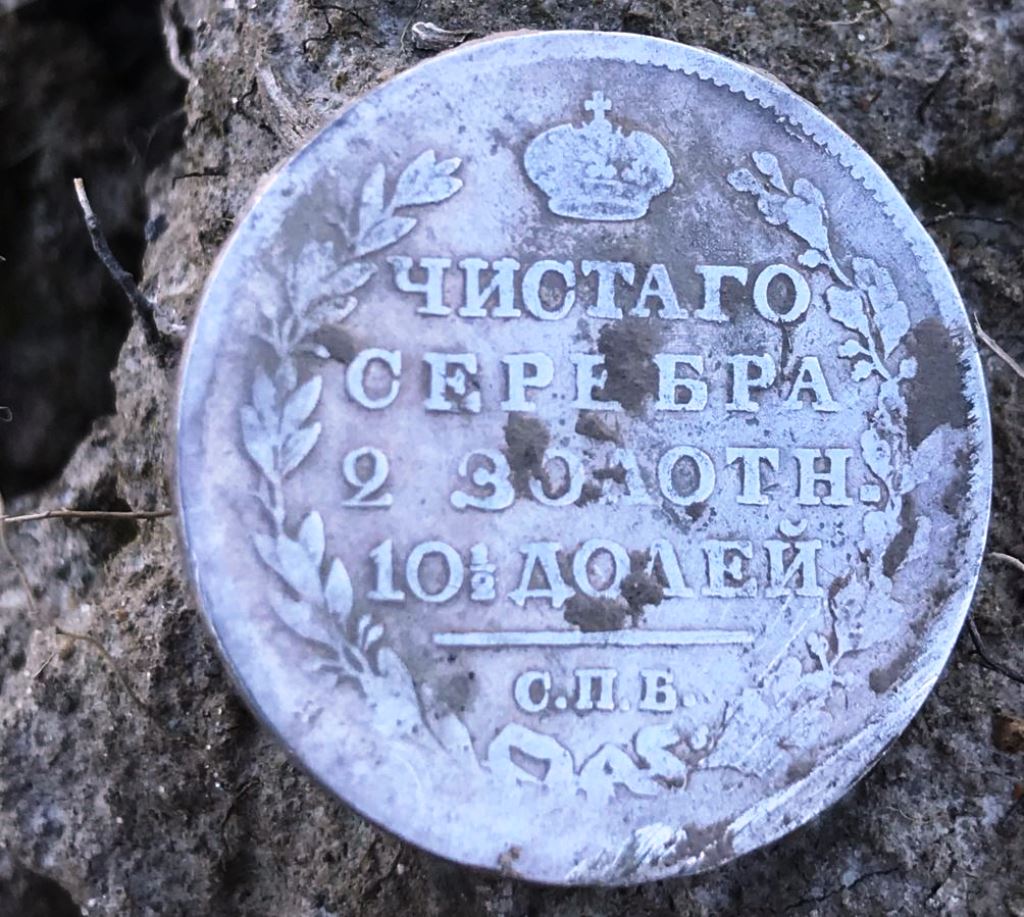 ЧИСТАГО
СЕРЕБРА
2 ЗОЛОТН.
10½ ДОЛЕЙ
С.П.Б.